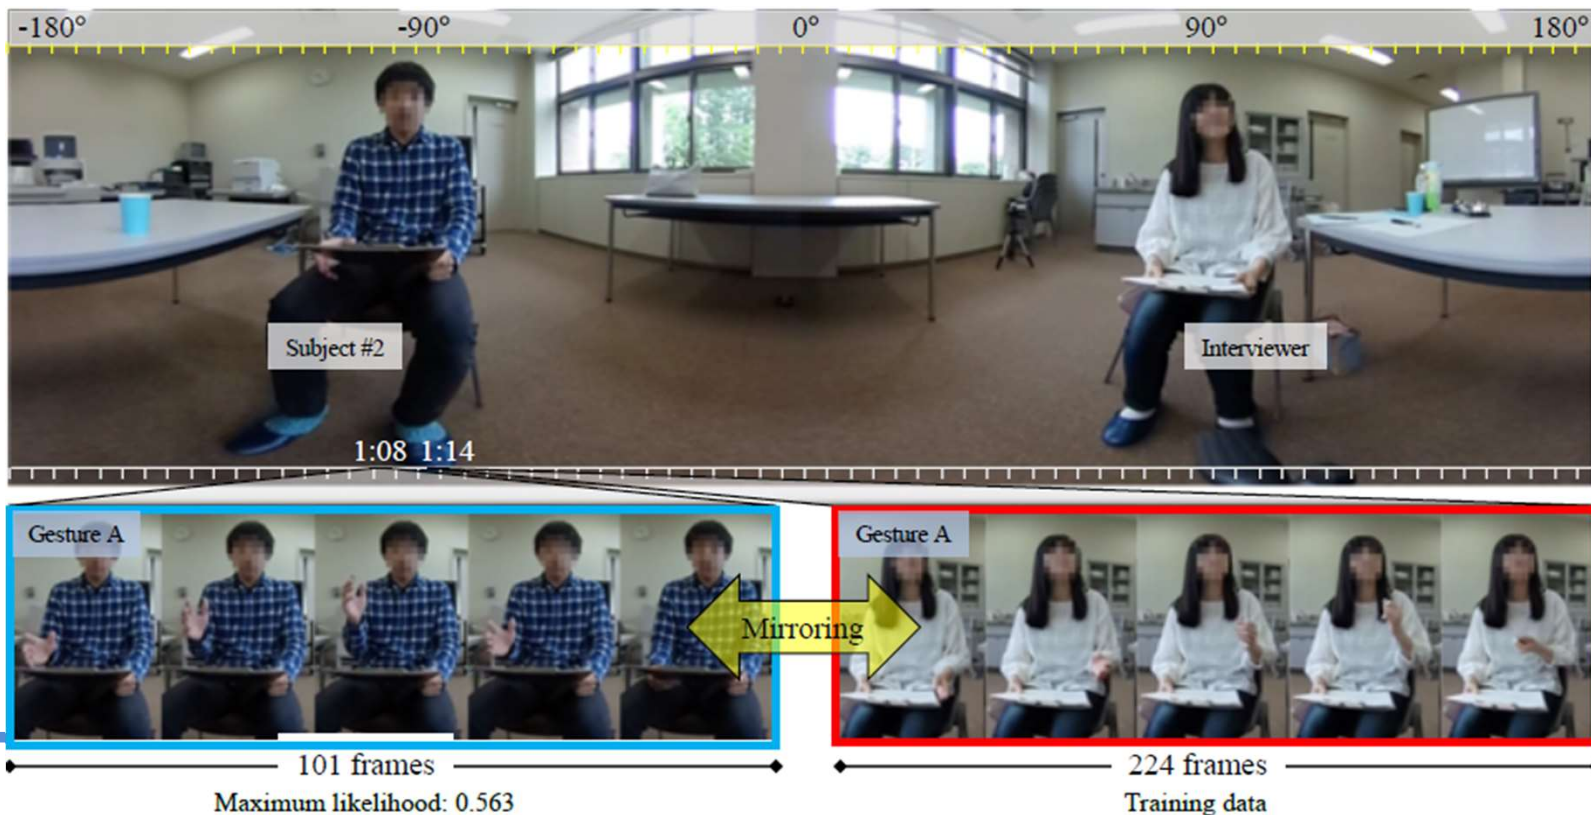 -180° -90° 0° 90° 180°
Subject #2
Interviewer
1:08 1:14
Gesture A
Gesture A
Mirroring
101 frames
224 frames
Maximum likelihood: 0.563
Training data